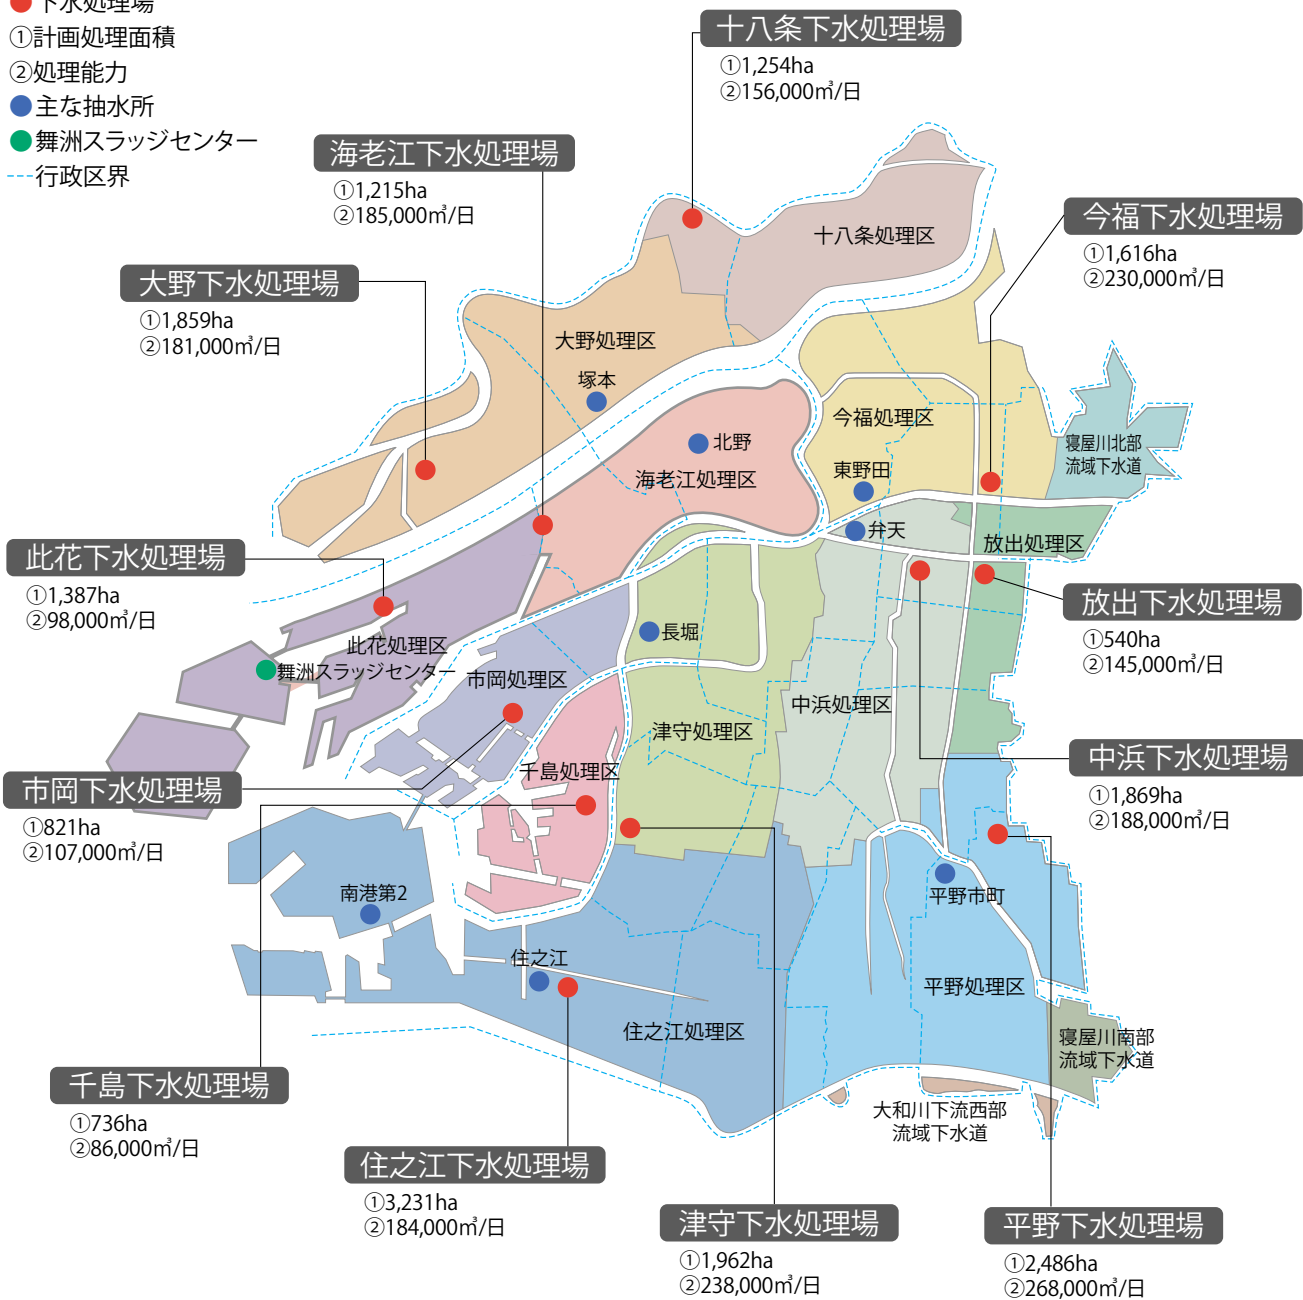 下水処理場
①計画処理面積
②処理能力
主な抽水所
舞洲スラッジセンター
行政区界
十八条下水処理場
①1,254ha
②156,000㎥/日
海老江下水処理場
①1,215ha
②185,000㎥/日
今福下水処理場
①1,616ha
②230,000㎥/日
大野下水処理場
①1,859ha
②181,000㎥/日
十八条処理区
大野処理区
塚本
今福処理区
北野
海老江処理区
東野田
寝屋川北部
流域下水道
弁天
放出処理区
此花下水処理場
①1,387ha
②98,000㎥/日
放出下水処理場
①540ha
②145,000㎥/日
此花処理区
舞洲スラッジセンター
長堀
市岡処理区
中浜処理区
津守処理区
千島処理区
中浜下水処理場
①1,869ha
②188,000㎥/日
市岡下水処理場
①821ha
②107,000㎥/日
南港第2
平野市町
住之江
平野処理区
住之江処理区
寝屋川南部
流域下水道
大和川下流西部
流域下水道
千島下水処理場
①736ha
②86,000㎥/日
住之江下水処理場
①3,231ha
②184,000㎥/日
津守下水処理場
①1,962ha
②238,000㎥/日
平野下水処理場
①2,486ha
②268,000㎥/日